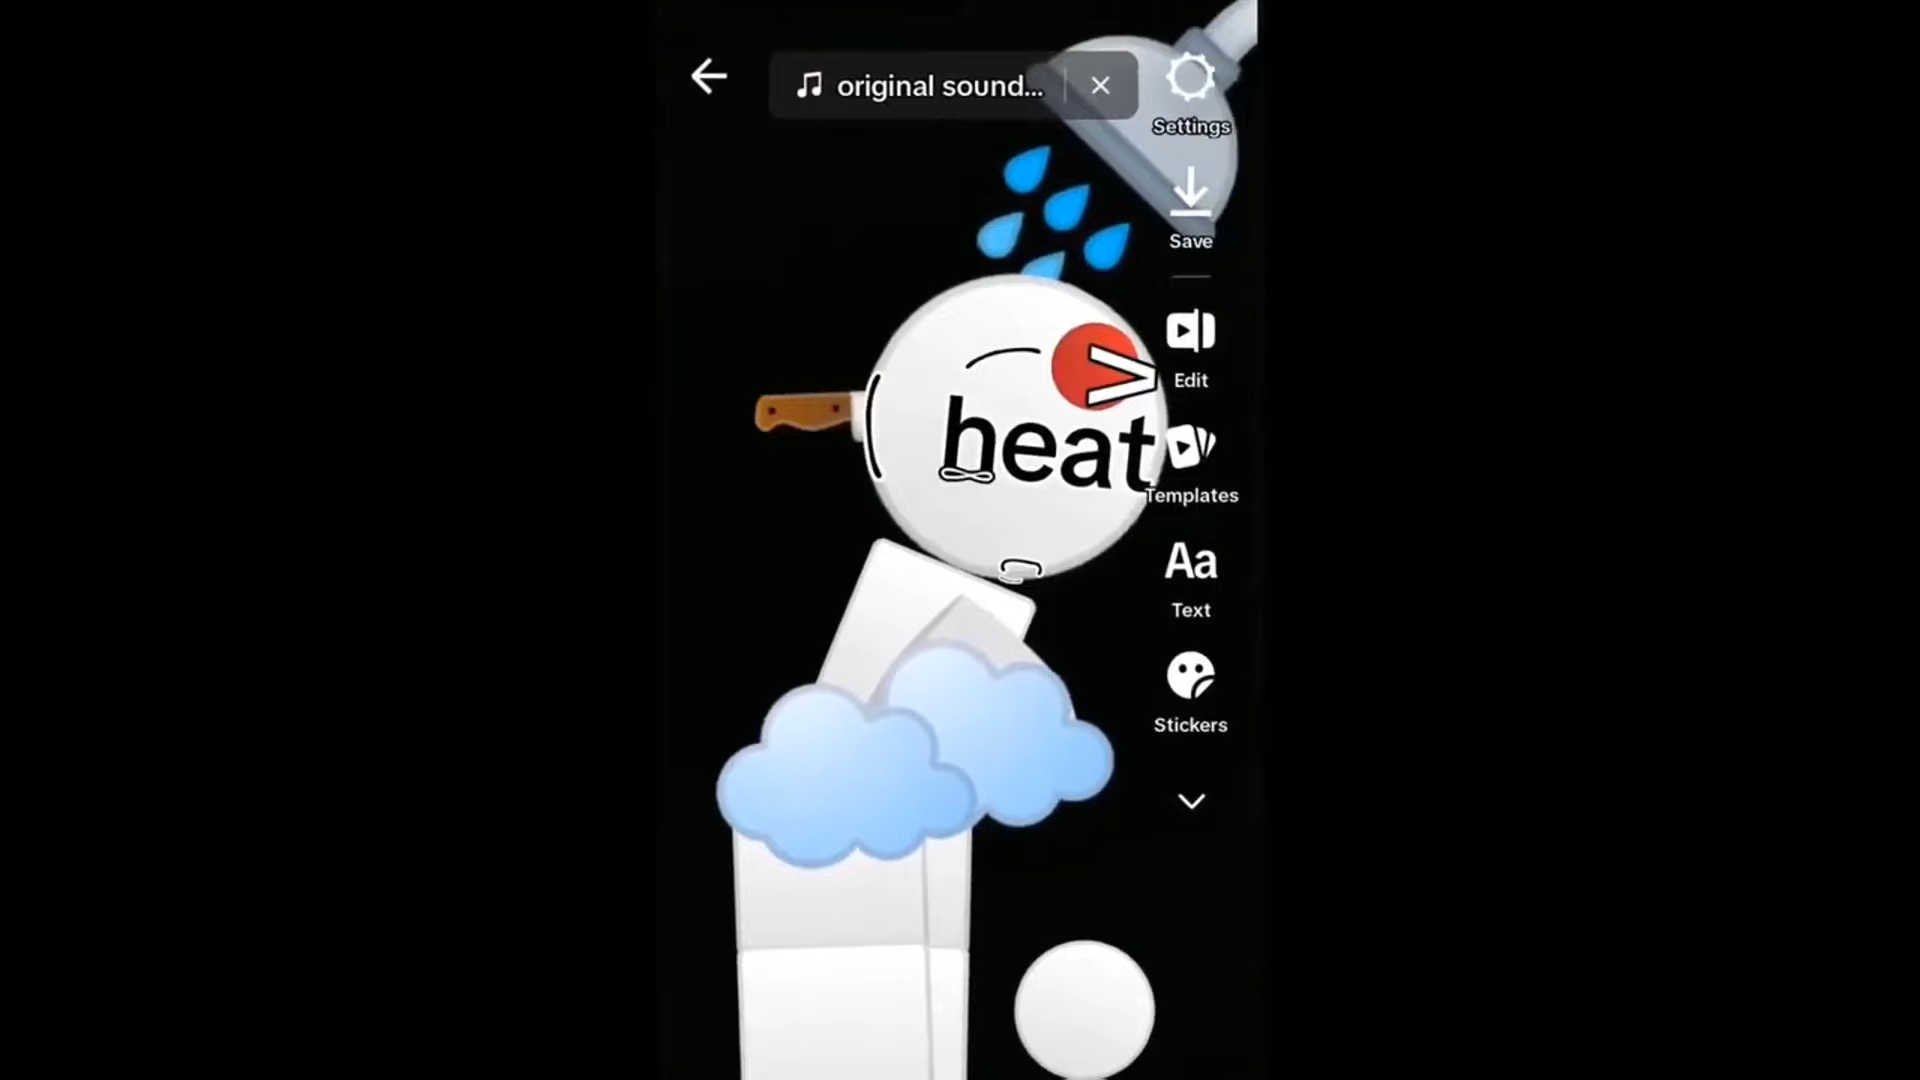 original sound...
Settings
Save
Edit
heat
Templates
Aa
Text
Stickers